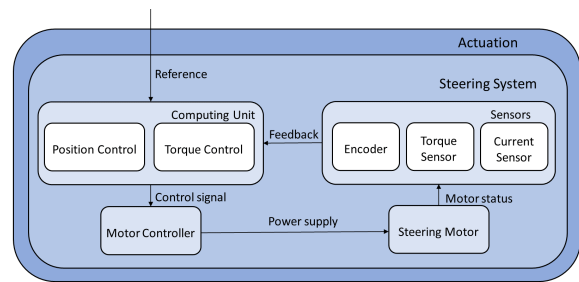 Actuation
Reference
Steering System
Computing Unit
Position Control
Torque Control
Feedback
Sensors
Encoder
Torque
Sensor
Current
Sensor
Control signal
Motor status
Motor Controller
Power supply
Steering Motor